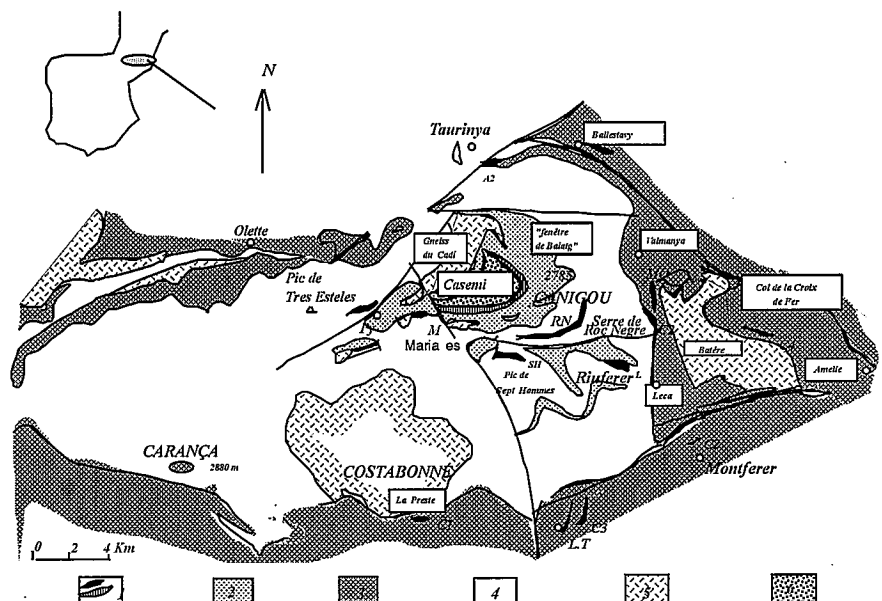 N
Taurinya
Ballestavy
A2
Olette
Gneiss
du Cadi
"fenêtre
de Balatg"
Valmanya
2785
Pic de
Tres Esteles
Casemi
CANIGOU
Col de la Croix
de Fer
RN
Serre de
Roc Negre
M
Maria es
SH
Pic de
Sept Hommes
Riuferer
L
Batère
Amelie
Leca
CARANÇA
2880 m
COSTABONNE
La Preste
Montferer
C3
L.T
0 2 4 Km
2
4